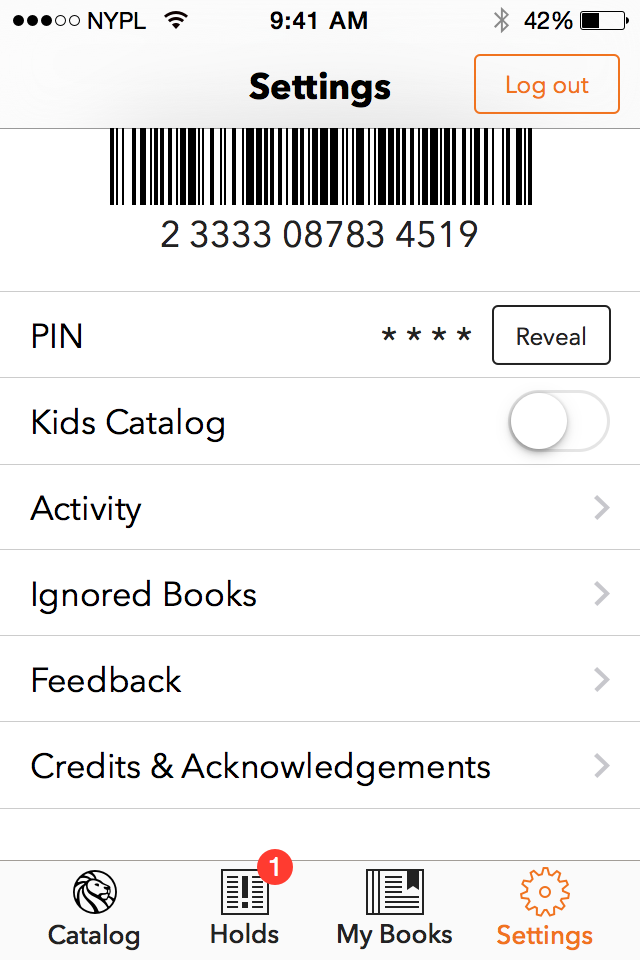 NYPL 9:41 AM 42%
Settings Log out
2 3333 08783 4519
PIN * * * * Reveal
Kids Catalog
Activity
Ignored Books
Feedback
Credits & Acknowledgements
1
Catalog Holds My Books Settings